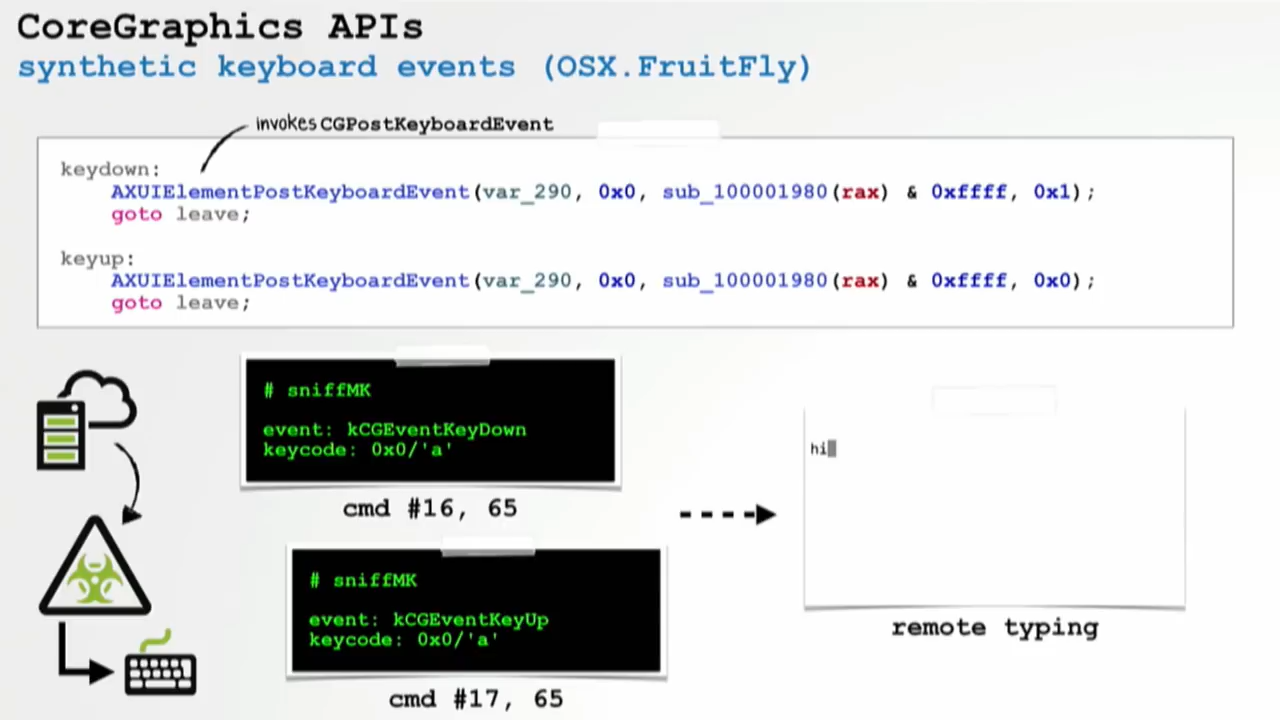 CoreGraphics APIs
synthetic keyboard events (OSX.FruitFly)
invokes CGPostKeyboardEvent
keydown:
AXUIElementPostKeyboardEvent(var_290, 0x0, sub_100001980(rax) & 0xffff, 0x1);
goto leave;
keyup:
AXUIElementPostKeyboardEvent(var_290, 0x0, sub_100001980(rax) & 0xffff, 0x0);
goto leave;
# sniffMK
event: kCGEventKeyDown
keycode: 0x0/'a'
cmd #16, 65
# sniffMK
event: kCGEventKeyUp
keycode: 0x0/'a'
cmd #17, 65
hi
remote typing